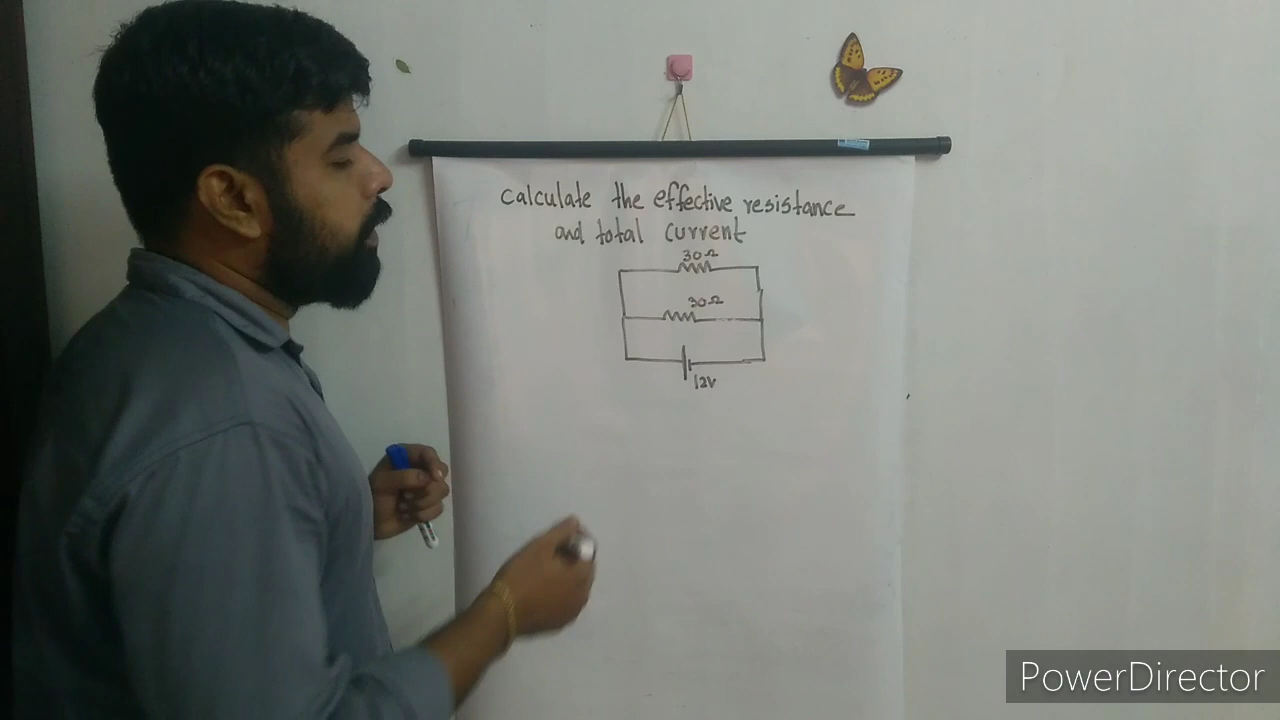 calculate the effective resistance
and total current
30Ω
30Ω
12V
PowerDirector